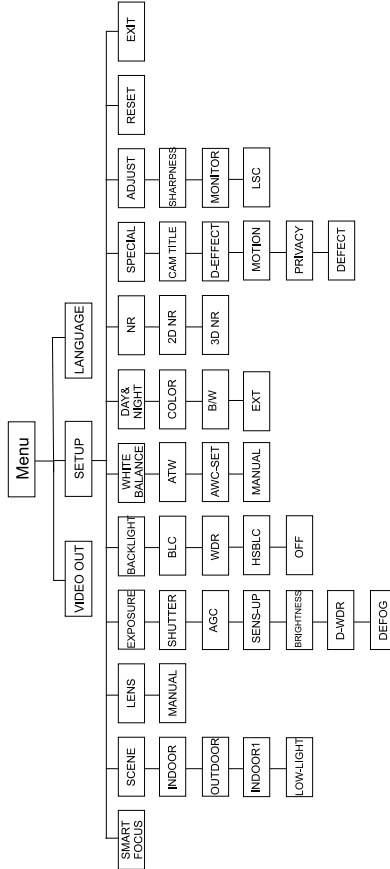 Menu
VIDEO OUT
SETUP
LANGUAGE
SMART
FOCUS
SCENE
INDOOR
OUTDOOR
INDOOR1
LOW-LIGHT
LENS
MANUAL
EXPOSURE
SHUTTER
AGC
SENS-UP
BRIGHTNESS
D-WDR
DEFOG
BACKLIGHT
BLC
WDR
HSBLC
OFF
WHITE
BALANCE
ATW
AWC-SET
MANUAL
DAY&
NIGHT
COLOR
B/W
EXT
NR
2D NR
3D NR
SPECIAL
CAM TITLE
D-EFFECT
MOTION
PRIVACY
DEFECT
ADJUST
SHARPNESS
MONITOR
LSC
RESET
EXIT